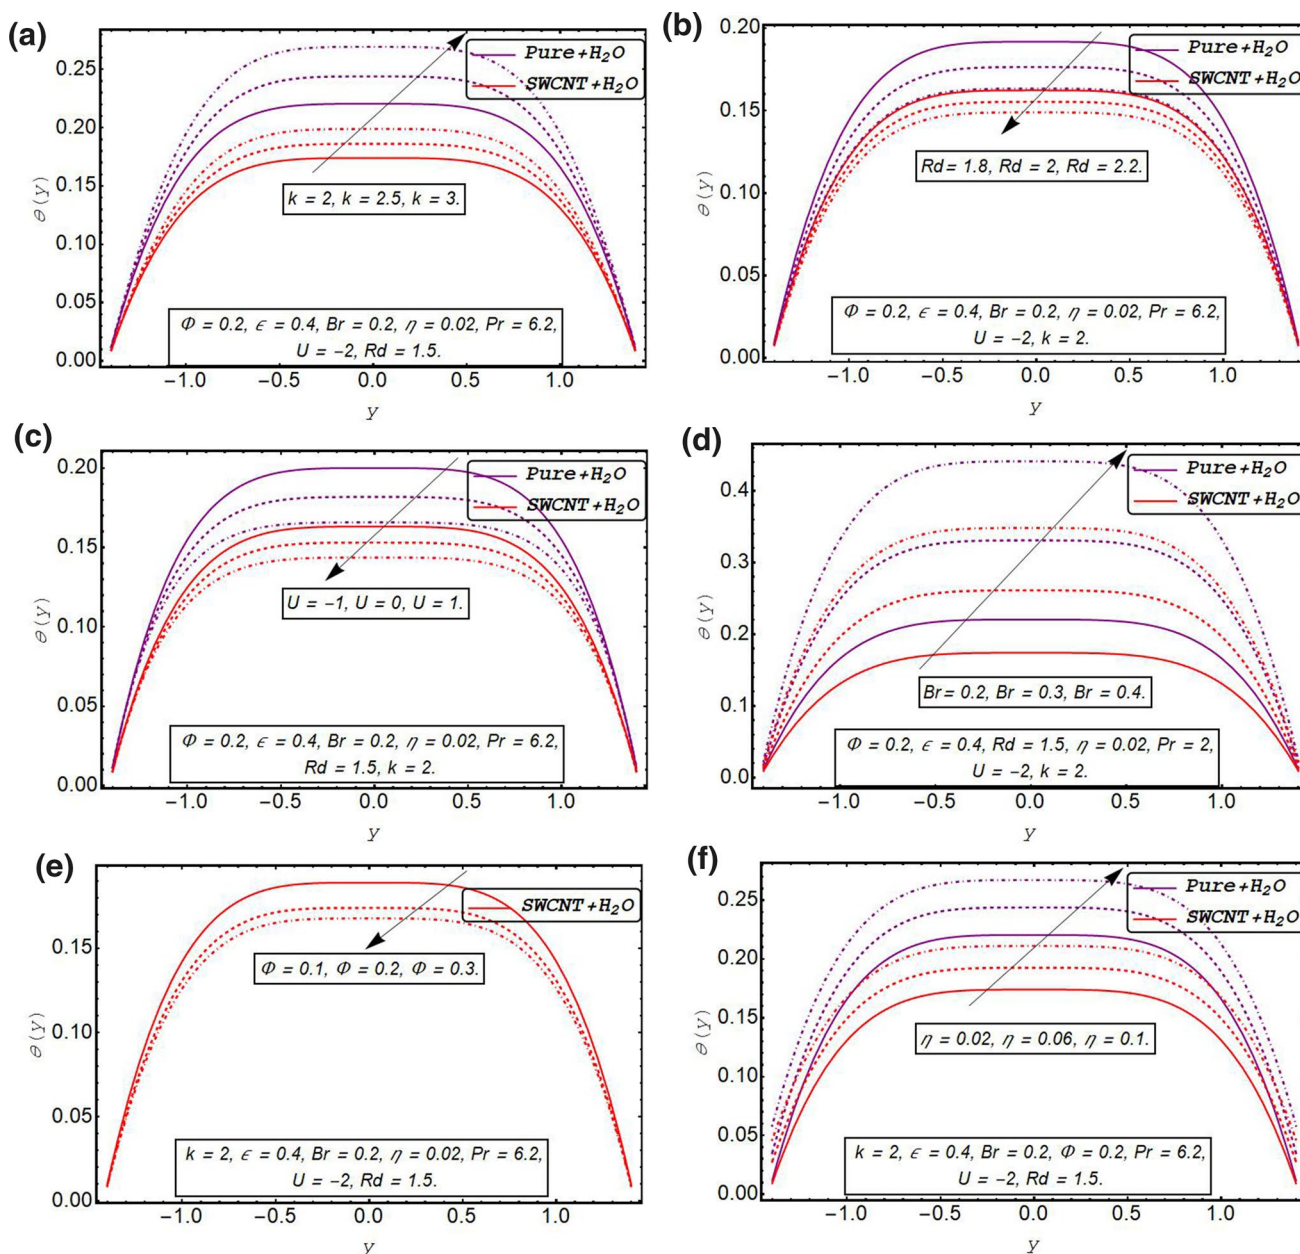 (a)
0.25
0.20
0.15
0.10
0.05
0.00
θ(y)
Pure+H₂O
SWCNT+H₂O
k = 2, k = 2.5, k = 3.
Φ = 0.2, ϵ = 0.4, Br = 0.2, η = 0.02, Pr = 6.2,
U = −2, Rd = 1.5.
−1.0 −0.5 0.0 0.5 1.0
y
(b)
0.20
0.15
0.10
0.05
0.00
θ(y)
Pure+H₂O
SWCNT+H₂O
Rd= 1.8, Rd = 2, Rd = 2.2.
Φ = 0.2, ϵ = 0.4, Br = 0.2, η = 0.02, Pr = 6.2,
U = −2, k = 2.
−1.0 −0.5 0.0 0.5 1.0
y
(c)
0.20
0.15
0.10
0.05
0.00
θ(y)
Pure+H₂O
SWCNT+H₂O
U = −1, U = 0, U = 1.
Φ = 0.2, ϵ = 0.4, Br = 0.2, η = 0.02, Pr = 6.2,
Rd = 1.5, k = 2.
−1.0 −0.5 0.0 0.5 1.0
y
(d)
0.4
0.3
0.2
0.1
0.0
θ(y)
Pure+H₂O
SWCNT+H₂O
Br= 0.2, Br = 0.3, Br = 0.4.
Φ = 0.2, ϵ = 0.4, Rd = 1.5, η = 0.02, Pr = 2,
U = −2, k = 2.
−1.0 −0.5 0.0 0.5 1.0
y
(e)
0.15
0.10
0.05
0.00
θ(y)
SWCNT+H₂O
Φ = 0.1, Φ = 0.2, Φ = 0.3.
k = 2, ϵ = 0.4, Br = 0.2, η = 0.02, Pr = 6.2,
U = −2, Rd = 1.5.
−1.0 −0.5 0.0 0.5 1.0
y
(f)
0.25
0.20
0.15
0.10
0.05
0.00
θ(y)
Pure+H₂O
SWCNT+H₂O
η = 0.02, η = 0.06, η = 0.1.
k = 2, ϵ = 0.4, Br = 0.2, Φ = 0.2, Pr = 6.2,
U = −2, Rd = 1.5.
−1.0 −0.5 0.0 0.5 1.0
y